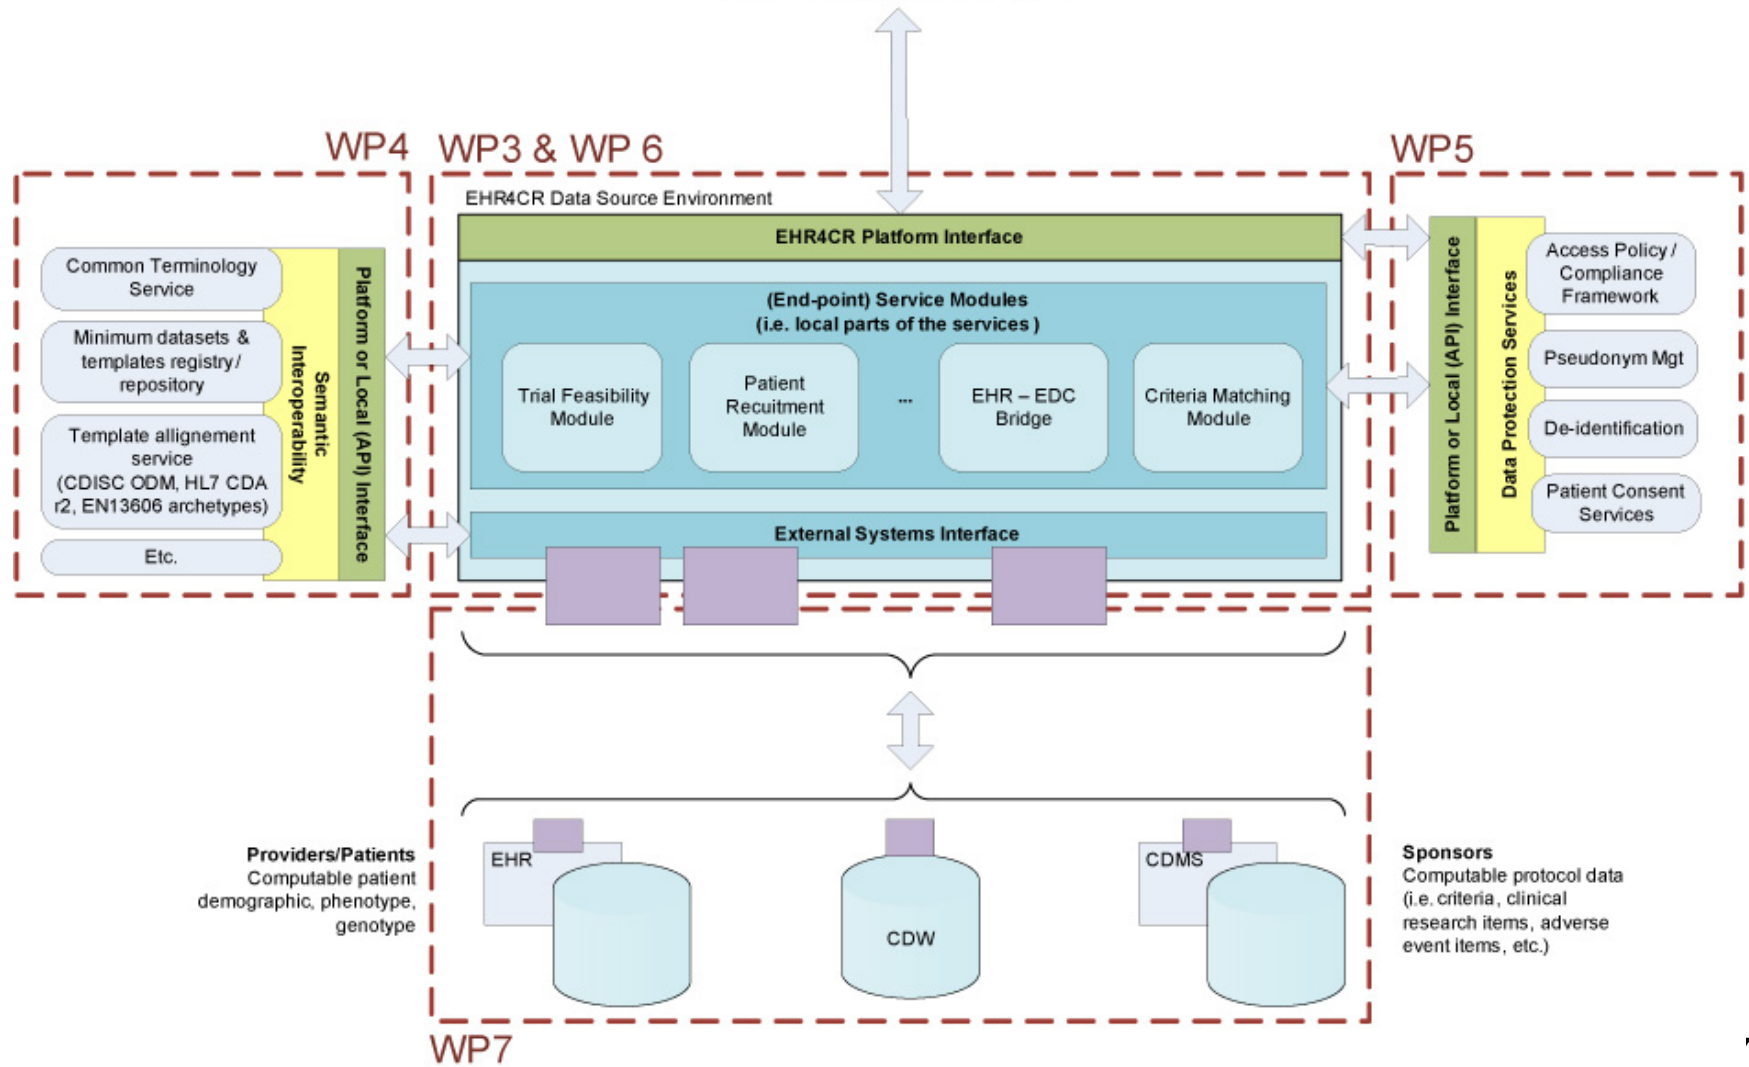 WP4
WP3 & WP 6
WP5
EHR4CR Data Source Environment
EHR4CR Platform Interface
Common Terminology
Service
Minimum datasets &
templates registry/
repository
Template allignement
service
(CDISC ODM, HL7 CDA
r2, EN13606 archetypes)
Etc.
Semantic
Interoperability
Platform or Local (API) Interface
(End-point) Service Modules
(i.e. local parts of the services )
Trial Feasibility
Module
Patient
Recuitment
Module
...
EHR – EDC
Bridge
Criteria Matching
Module
External Systems Interface
Platform or Local (API) Interface
Data Protection Services
Access Policy /
Compliance
Framework
Pseudonym Mgt
De-identification
Patient Consent
Services
Providers/Patients
Computable patient
demographic, phenotype,
genotype
EHR
CDW
CDMS
Sponsors
Computable protocol data
(i.e. criteria, clinical
research items, adverse
event items, etc.)
WP7